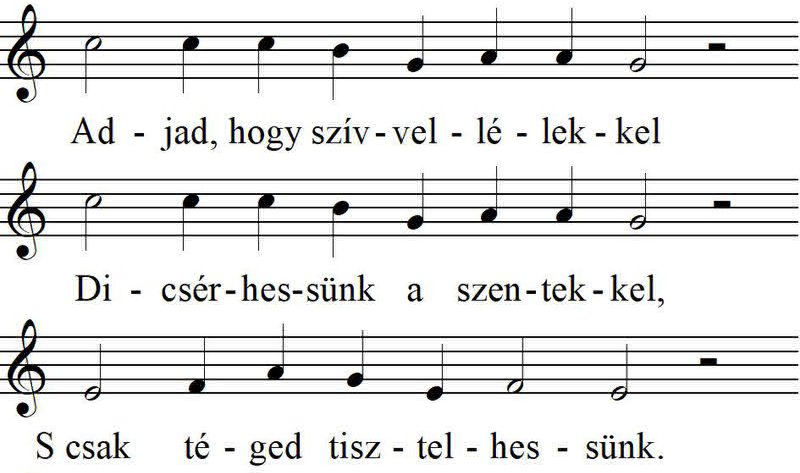 Ad - jad, hogy szív - vel - lé - lek - kel
Di - csér - hes - sünk a szen - tek - kel,
S csak té - ged tisz - tel - hes - sünk.